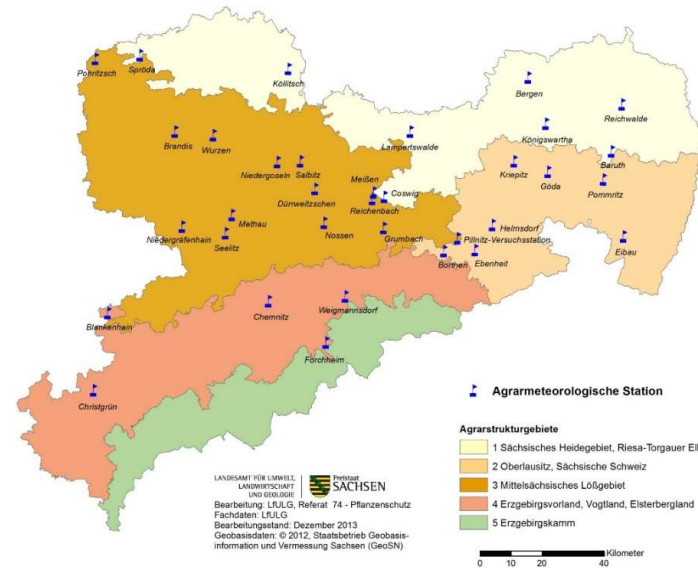 Pohritzsch
Spröda
Köllitsch
Bergen
Reichwalde
Königswartha
Brandis
Wurzen
Lampertswalde
Baruth
Niedergoseln
Salbitz
Meißen
Kriepitz
Göda
Pommritz
Dürrweitzschen
Coswig
Reichenbach
Methau
Helmsdorf
Niedergräfenhain
Seelitz
Nossen
Grumbach
Pillnitz-Versuchsstation
Eibau
Borthen
Ebenheit
Chemnitz
Weigmannsdorf
Blankenhain
Forchheim
Christgrün
Agrarmeteorologische Station
Agrarstrukturgebiete
1 Sächsisches Heidegebiet, Riesa-Torgauer El
2 Oberlausitz, Sächsische Schweiz
3 Mittelsächsisches Lößgebiet
4 Erzgebirgsvorland, Vogtland, Elsterbergland
5 Erzgebirgskamm
LANDESAMT FÜR UMWELT,
LANDWIRTSCHAFT
UND GEOLOGIE
Freistaat
SACHSEN
Bearbeitung: LfULG, Referat 74 - Pflanzenschutz
Fachdaten: LfULG
Bearbeitungsstand: Dezember 2013
Geobasisdaten: © 2012, Staatsbetrieb Geobasis-
information und Vermessung Sachsen (GeoSN)
Kilometer
0 10 20 40